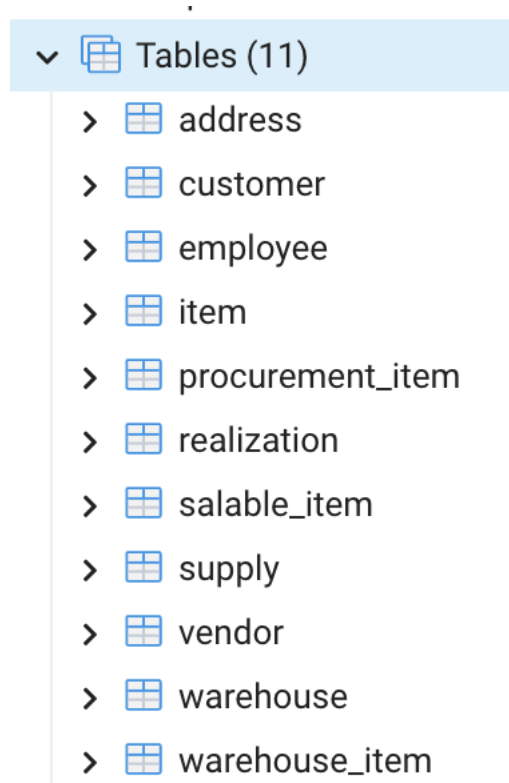 Tables (11)
address
customer
employee
item
procurement_item
realization
salable_item
supply
vendor
warehouse
warehouse_item